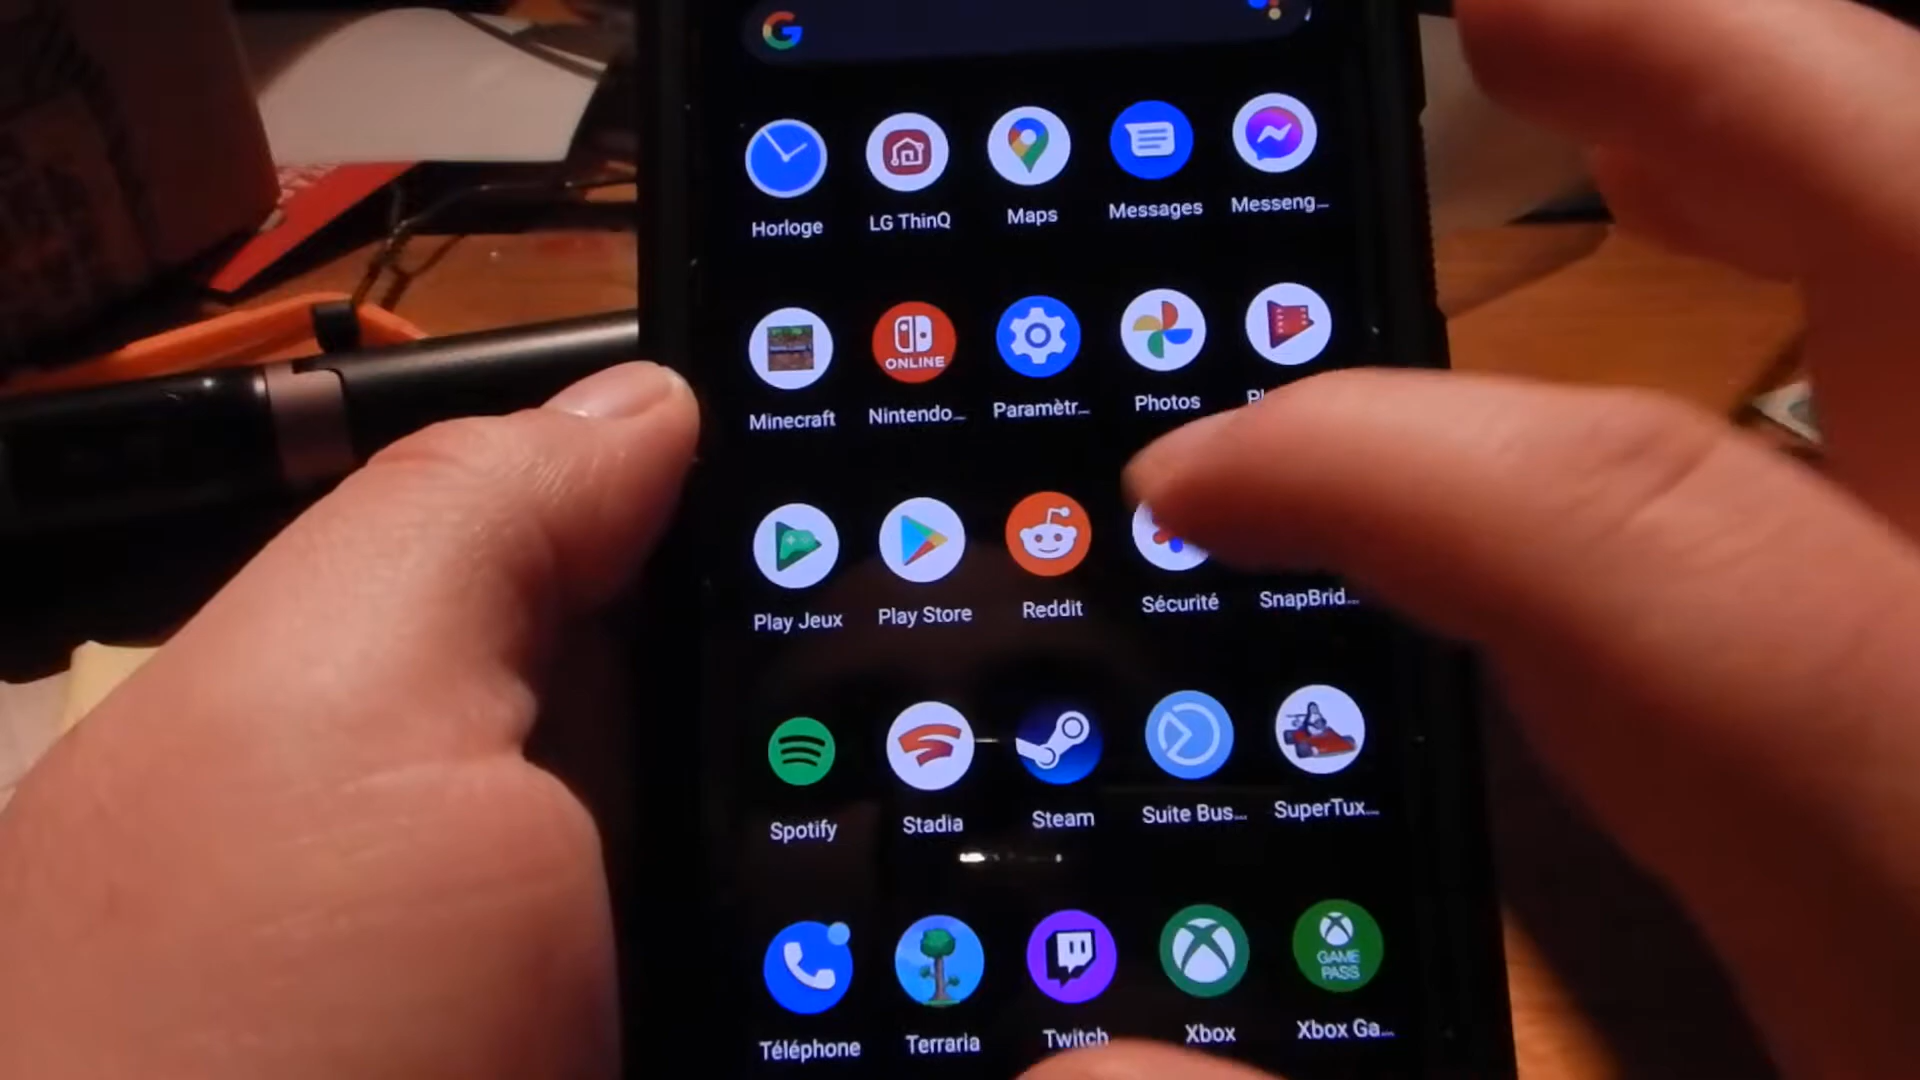 G
Horloge
LG ThinQ
Maps
Messages
Messeng...
Minecraft
ONLINE
Nintendo...
Paramètr...
Photos
Pl
Play Jeux
Play Store
Reddit
Sécurité
SnapBrid...
Spotify
Stadia
Steam
Suite Bus...
SuperTux...
Téléphone
Terraria
Twitch
Xbox
GAME
PASS
Xbox Ga...